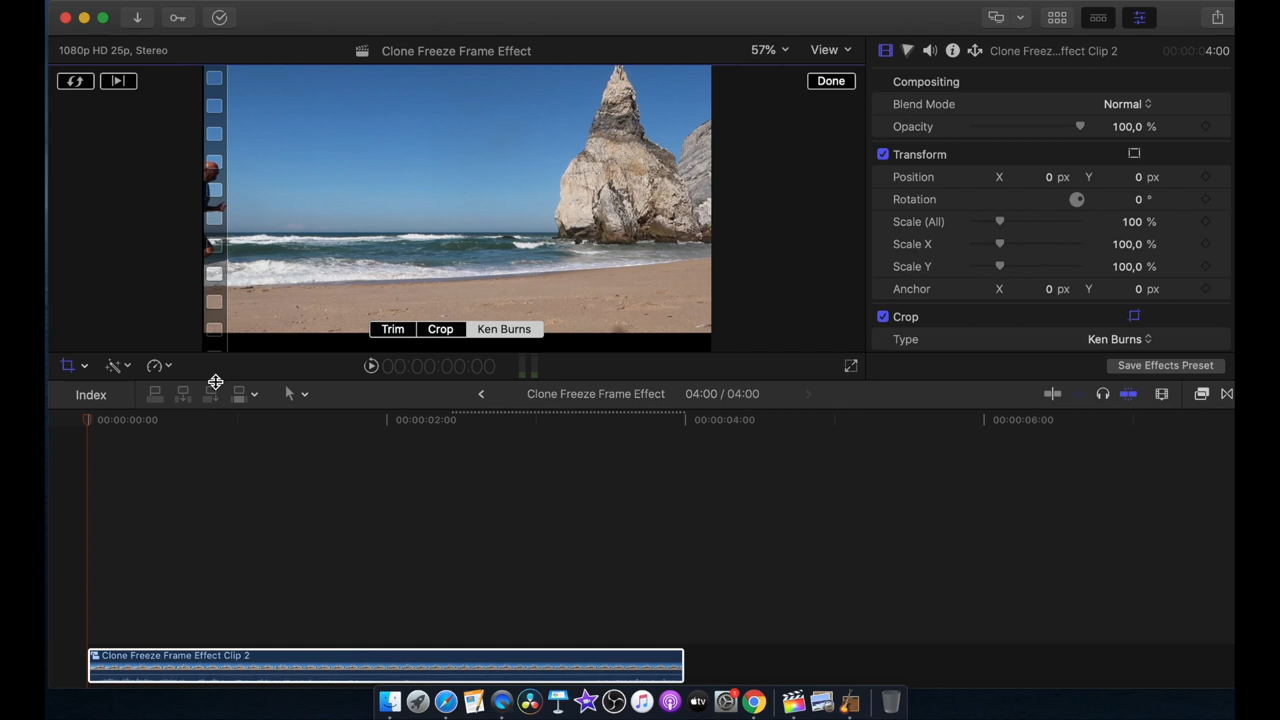 1080p HD 25p, Stereo
Clone Freeze Frame Effect
57%
View
Clone Freez...ffect Clip 2
00:00:04:00
Done
Compositing
Blend Mode
Normal
Opacity
100,0 %
Transform
Position
X
0 px
Y
0 px
Rotation
0 °
Scale (All)
100 %
Scale X
100,0 %
Scale Y
100,0 %
Anchor
X
0 px
Y
0 px
Crop
Trim
Crop
Ken Burns
Type
Ken Burns
00:00:00:00
Save Effects Preset
Index
Clone Freeze Frame Effect
04:00 / 04:00
00:00:00:00
00:00:02:00
00:00:04:00
00:00:06:00
Clone Freeze Frame Effect Clip 2
tv